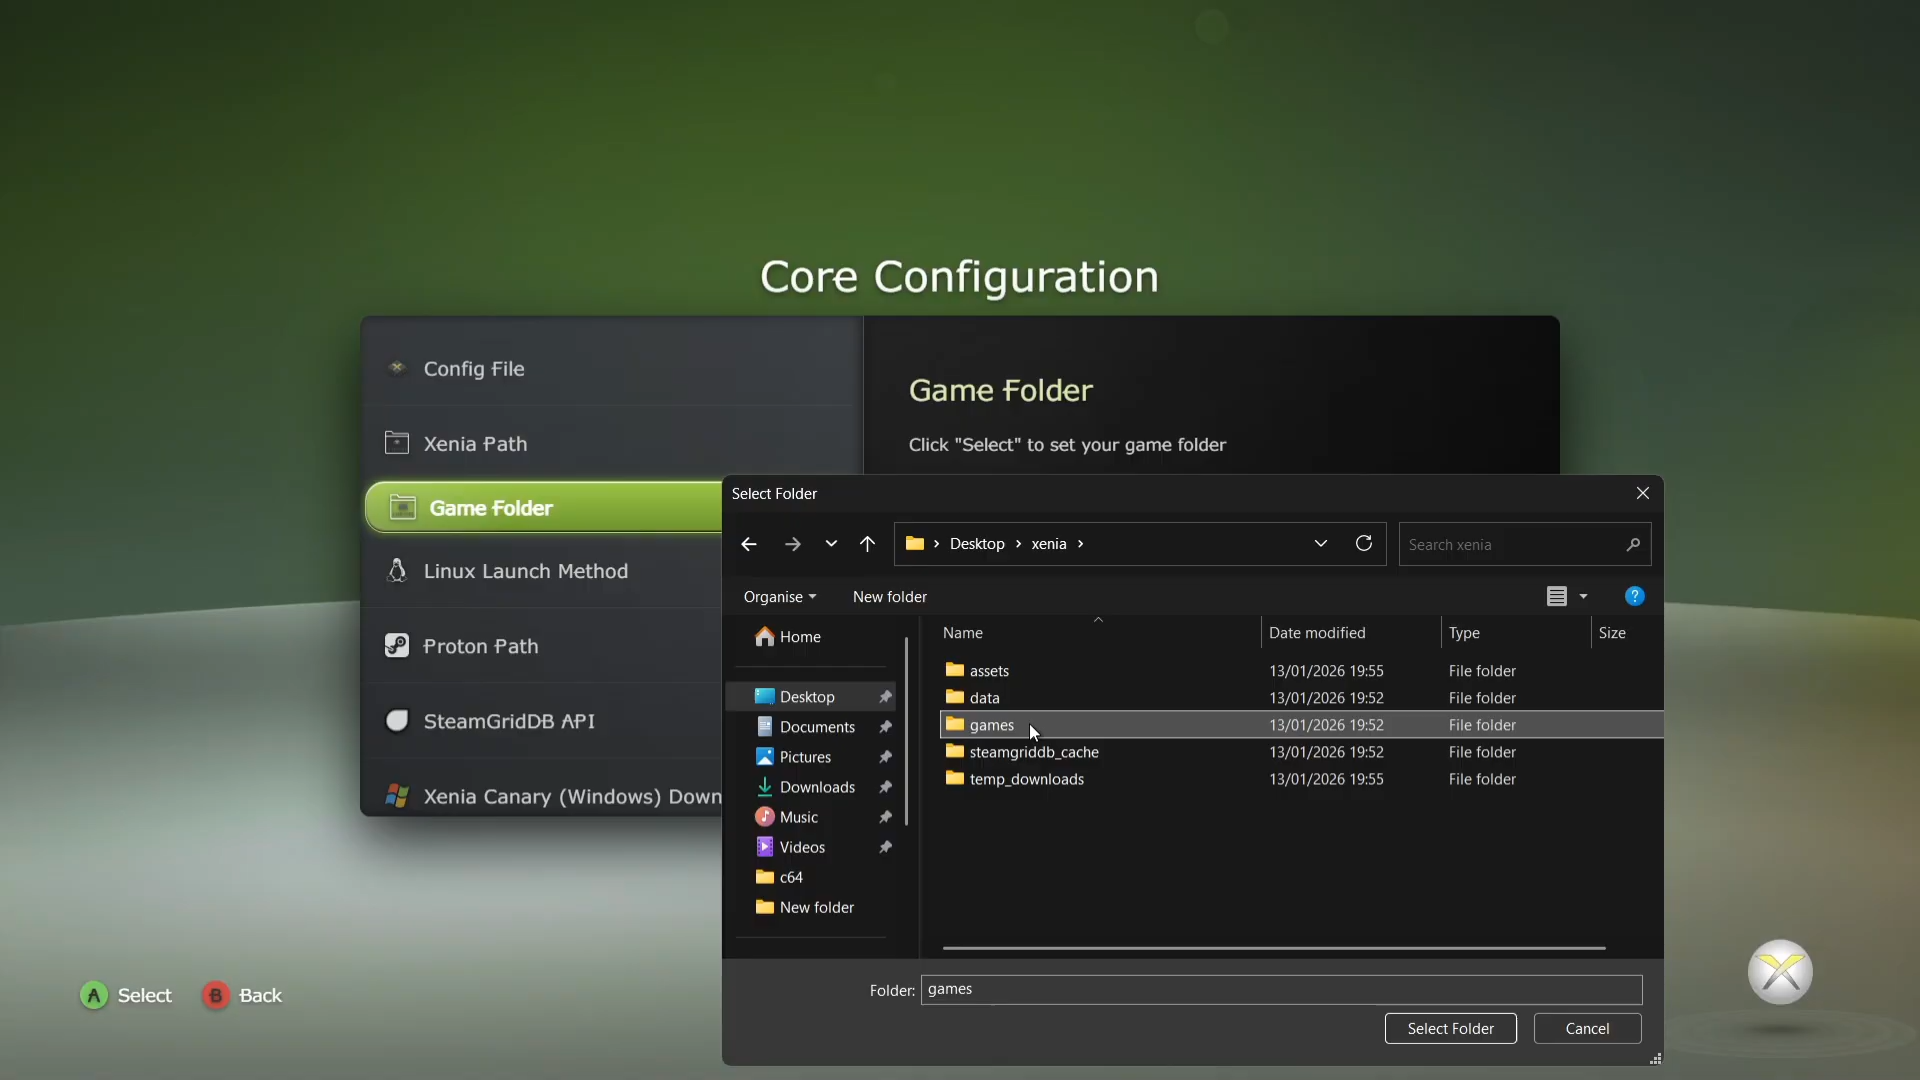 Core Configuration
Config File
Xenia Path
Game Folder
Linux Launch Method
Proton Path
SteamGridDB API
Xenia Canary (Windows) Down
Game Folder
Click "Select" to set your game folder
Select Folder
Desktop > xenia >
Search xenia
Organise
New folder
?
Home
Desktop
Documents
Pictures
Downloads
Music
Videos
c64
New folder
Name Date modified Type Size
assets 13/01/2026 19:55 File folder
data 13/01/2026 19:52 File folder
games 13/01/2026 19:52 File folder
steamgriddb_cache 13/01/2026 19:52 File folder
temp_downloads 13/01/2026 19:55 File folder
Folder: games
Select Folder Cancel
A Select B Back